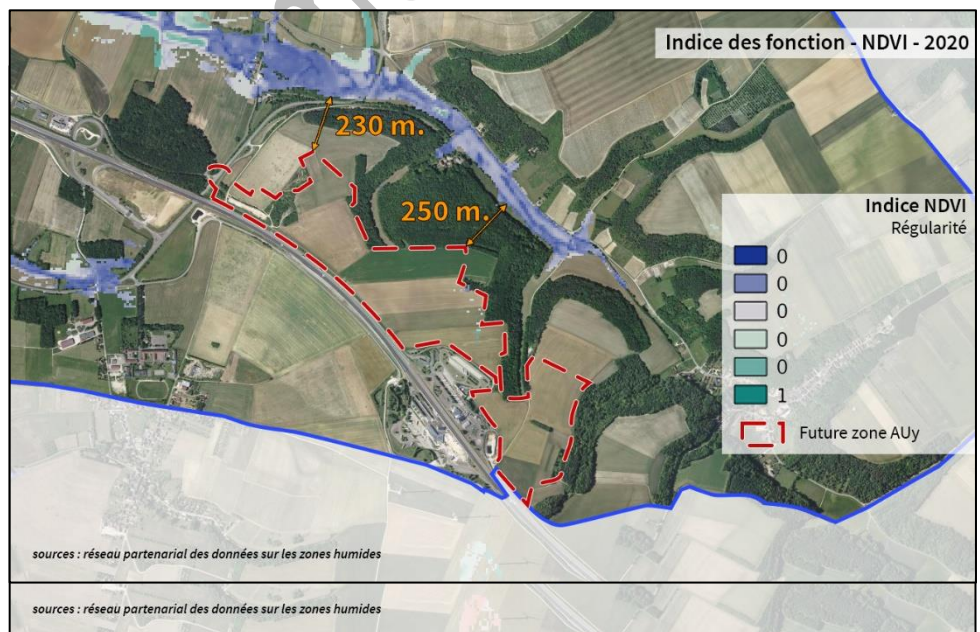 Indice des fonction - NDVI - 2020
230 m.
250 m.
Indice NDVI
Régularité
0
0
0
0
0
1
Future zone AUy
sources : réseau partenarial des données sur les zones humides
sources : réseau partenarial des données sur les zones humides